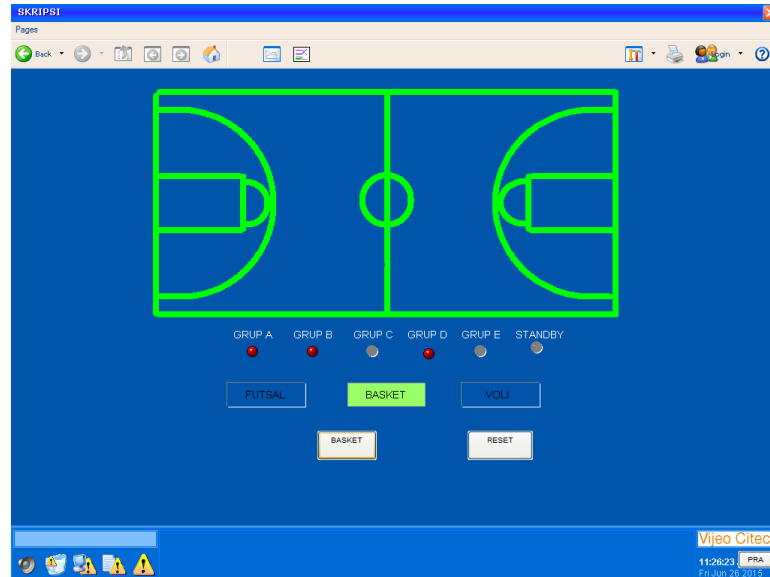 SKRIPSI
Pages
Back
Login
GRUP A GRUP B GRUP C GRUP D GRUP E STANDBY
FUTSAL BASKET VOLI
BASKET RESET
Vijeo Citec
11:26:23 PRA
Fri Jun 26 2015